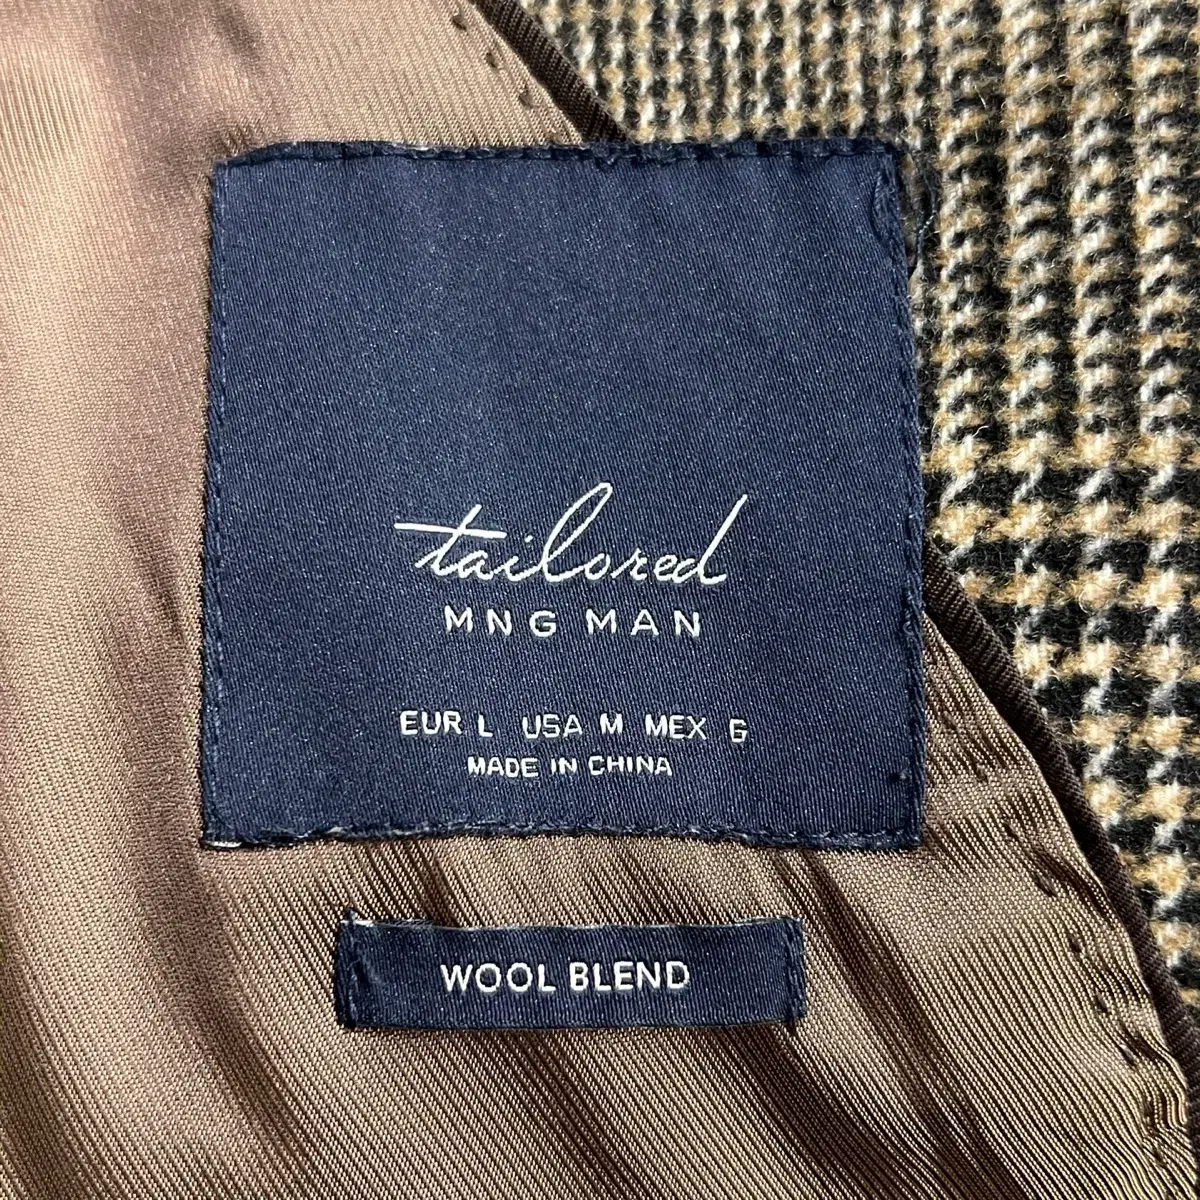 tailored
MNG MAN
EUR L USA M MEX G
MADE IN CHINA
WOOL BLEND